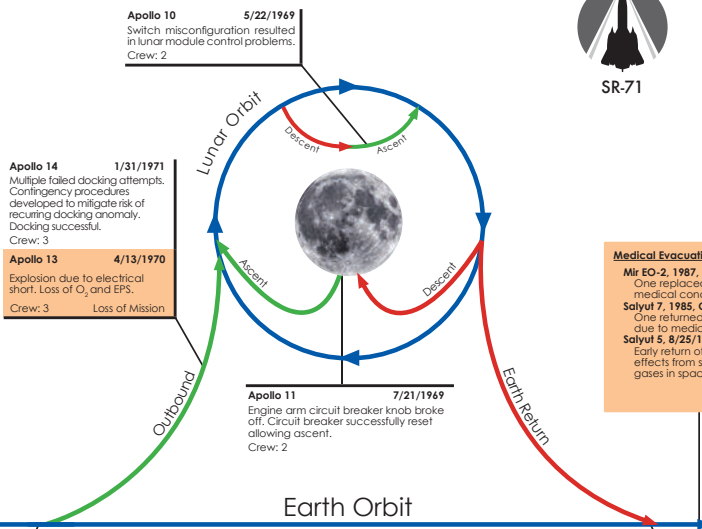 Apollo 10 5/22/1969
Switch misconfiguration resulted
in lunar module control problems.
Crew: 2
SR-71
Lunar Orbit
Descent
Ascent
Apollo 14 1/31/1971
Multiple failed docking attempts.
Contingency procedures
developed to mitigate risk of
recurring docking anomaly.
Docking successful.
Crew: 3
Apollo 13 4/13/1970
Explosion due to electrical
short. Loss of O2 and EPS.
Crew: 3 Loss of Mission
Ascent
Descent
Medical Evacuati
Mir EO-2, 1987,
One replace
medical cond
Salyut 7, 1985,
One returned
due to medic
Salyut 5, 8/25/1
Early return of
effects from s
gases in spac
Outbound
Apollo 11 7/21/1969
Engine arm circuit breaker knob broke
off. Circuit breaker successfully reset
allowing ascent.
Crew: 2
Earth Return
Earth Orbit